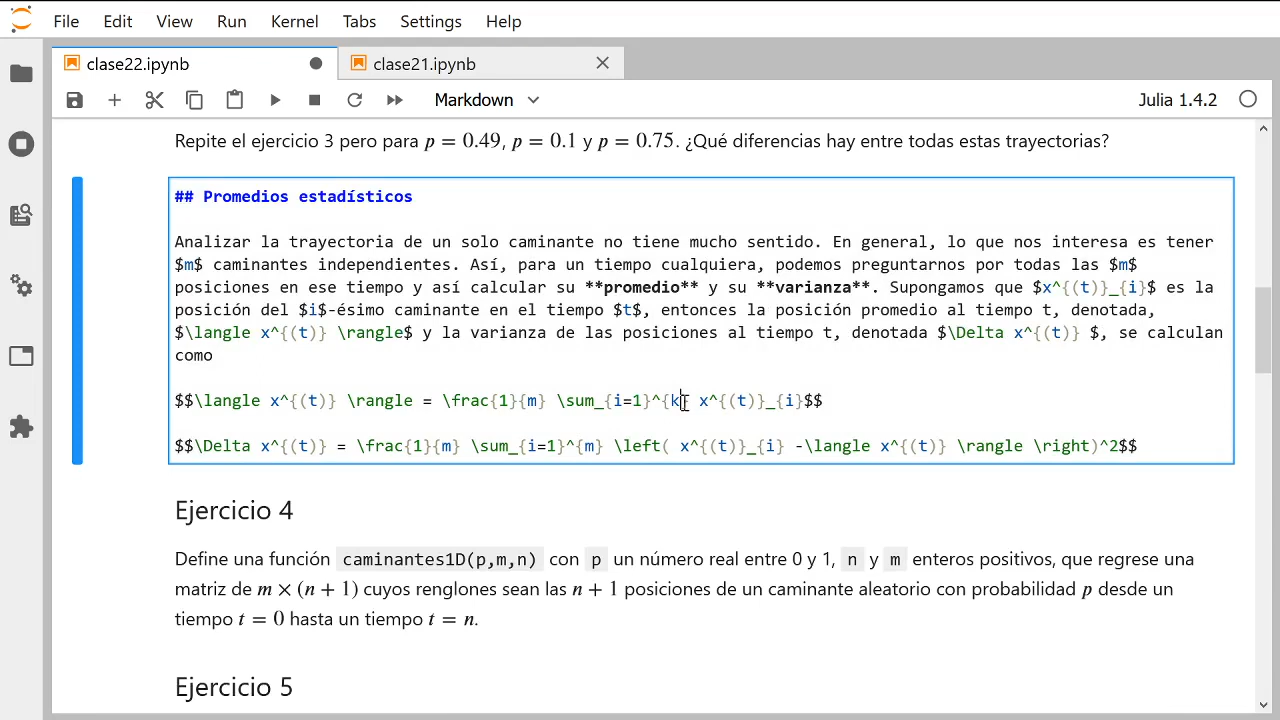 File Edit View Run Kernel Tabs Settings Help
clase22.ipynb clase21.ipynb
Markdown Julia 1.4.2
Repite el ejercicio 3 pero para p = 0.49, p = 0.1 y p = 0.75. ¿Qué diferencias hay entre todas estas trayectorias?
## Promedios estadísticos
Analizar la trayectoria de un solo caminante no tiene mucho sentido. En general, lo que nos interesa es tener
$m$ caminantes independientes. Así, para un tiempo cualquiera, podemos preguntarnos por todas las $m$
posiciones en ese tiempo y así calcular su **promedio** y su **varianza**. Supongamos que $x^{(t)}_{i}$ es la
posición del $i$-ésimo caminante en el tiempo $t$, entonces la posición promedio al tiempo t, denotada,
$\langle x^{(t)} \rangle$ y la varianza de las posiciones al tiempo t, denotada $\Delta x^{(t)} $, se calculan
como
$$\langle x^{(t)} \rangle = \frac{1}{m} \sum_{i=1}^{k} x^{(t)}_{i}$$
$$\Delta x^{(t)} = \frac{1}{m} \sum_{i=1}^{m} \left( x^{(t)}_{i} -\langle x^{(t)} \rangle \right)^2$$
Ejercicio 4
Define una función caminantes1D(p,m,n) con p un número real entre 0 y 1, n y m enteros positivos, que regrese una
matriz de m × (n + 1) cuyos renglones sean las n + 1 posiciones de un caminante aleatorio con probabilidad p desde un
tiempo t = 0 hasta un tiempo t = n.
Ejercicio 5